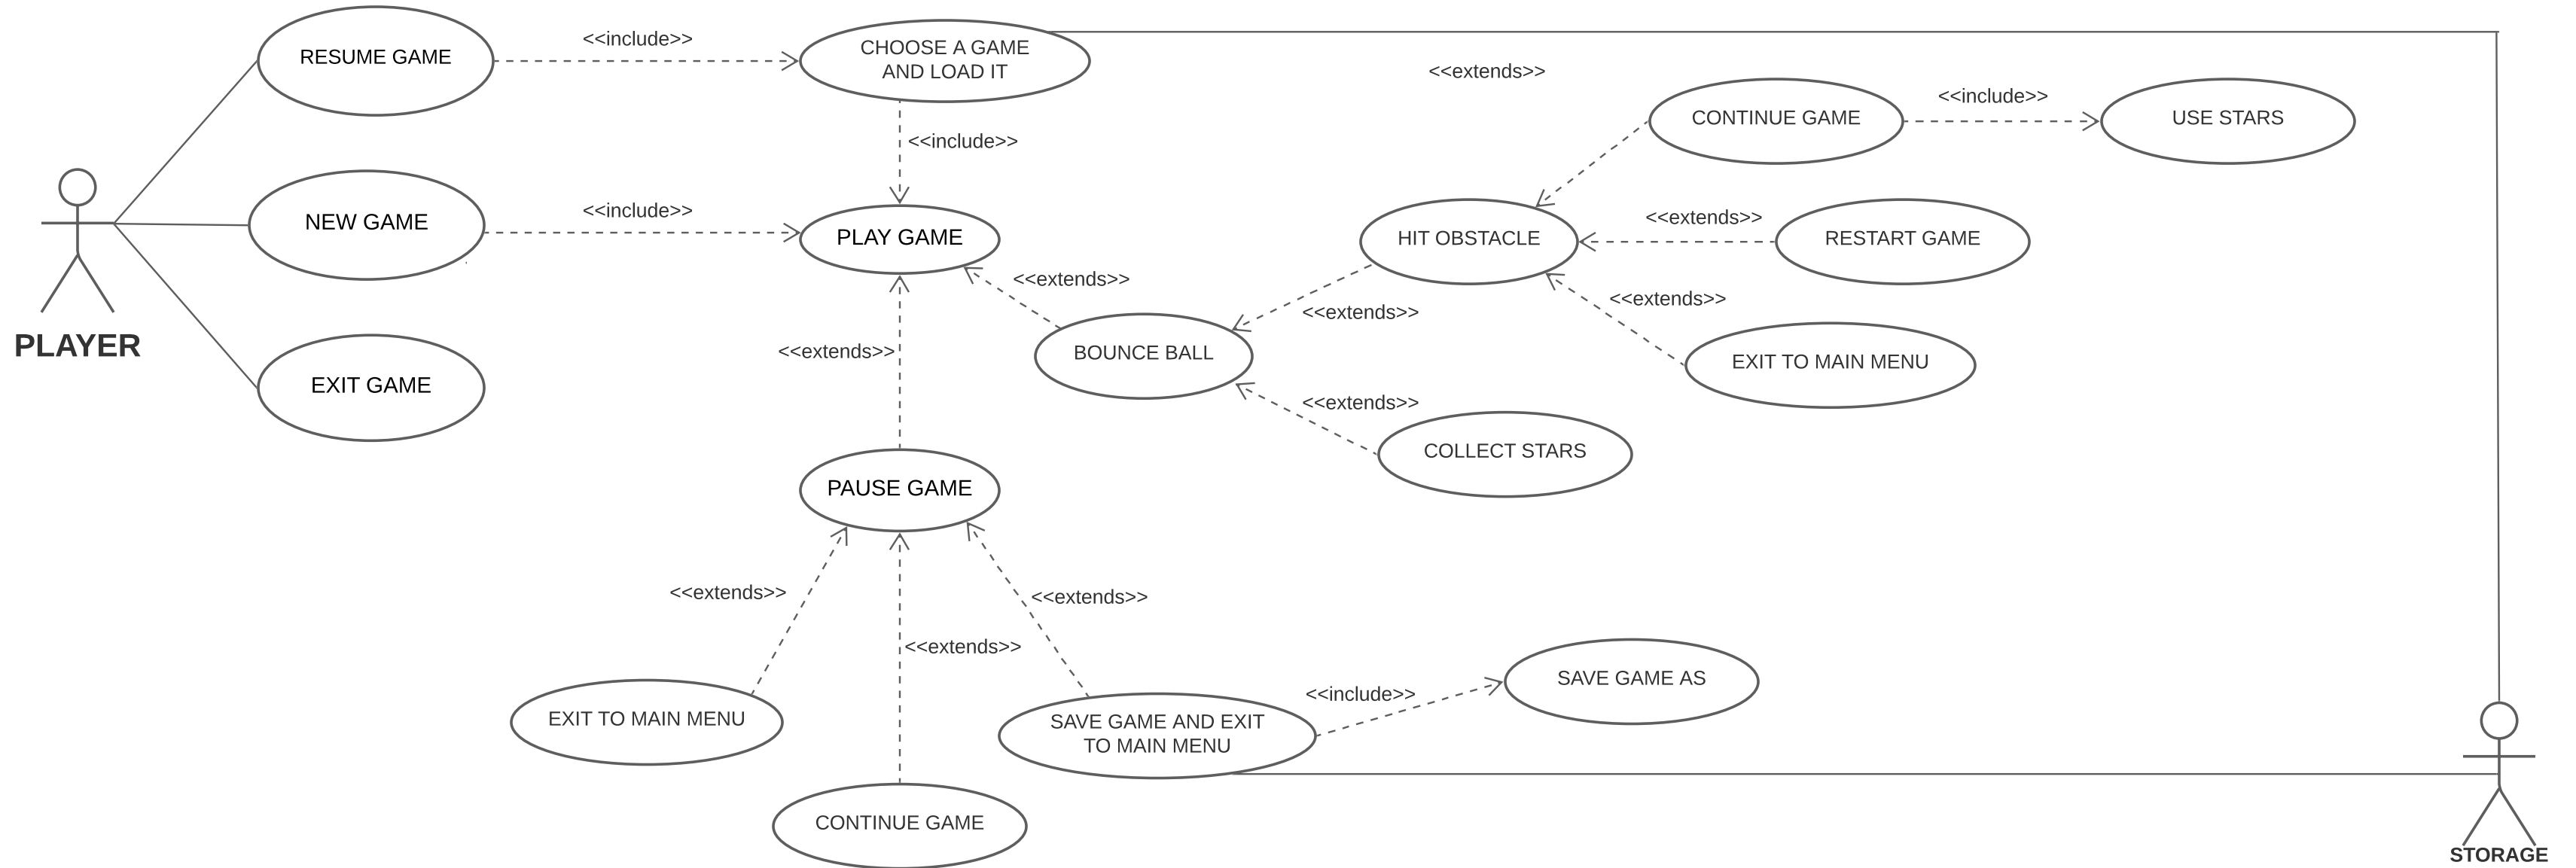 RESUME GAME
<<include>>
CHOOSE A GAME
AND LOAD IT
<<extends>>
CONTINUE GAME
<<include>>
USE STARS
<<include>>
NEW GAME
<<include>>
PLAY GAME
HIT OBSTACLE
<<extends>>
RESTART GAME
<<extends>>
<<extends>>
<<extends>>
PLAYER
EXIT GAME
<<extends>>
BOUNCE BALL
EXIT TO MAIN MENU
<<extends>>
COLLECT STARS
PAUSE GAME
<<extends>>
<<extends>>
<<extends>>
EXIT TO MAIN MENU
SAVE GAME AND EXIT
TO MAIN MENU
<<include>>
SAVE GAME AS
CONTINUE GAME
STORAGE